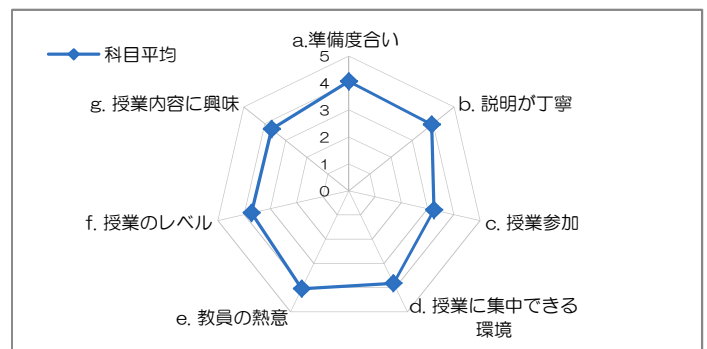 科目平均
a.準備度合い
5
4
3
2
1
0
b. 説明が丁寧
c. 授業参加
d. 授業に集中できる
環境
e. 教員の熱意
f. 授業のレベル
g. 授業内容に興味